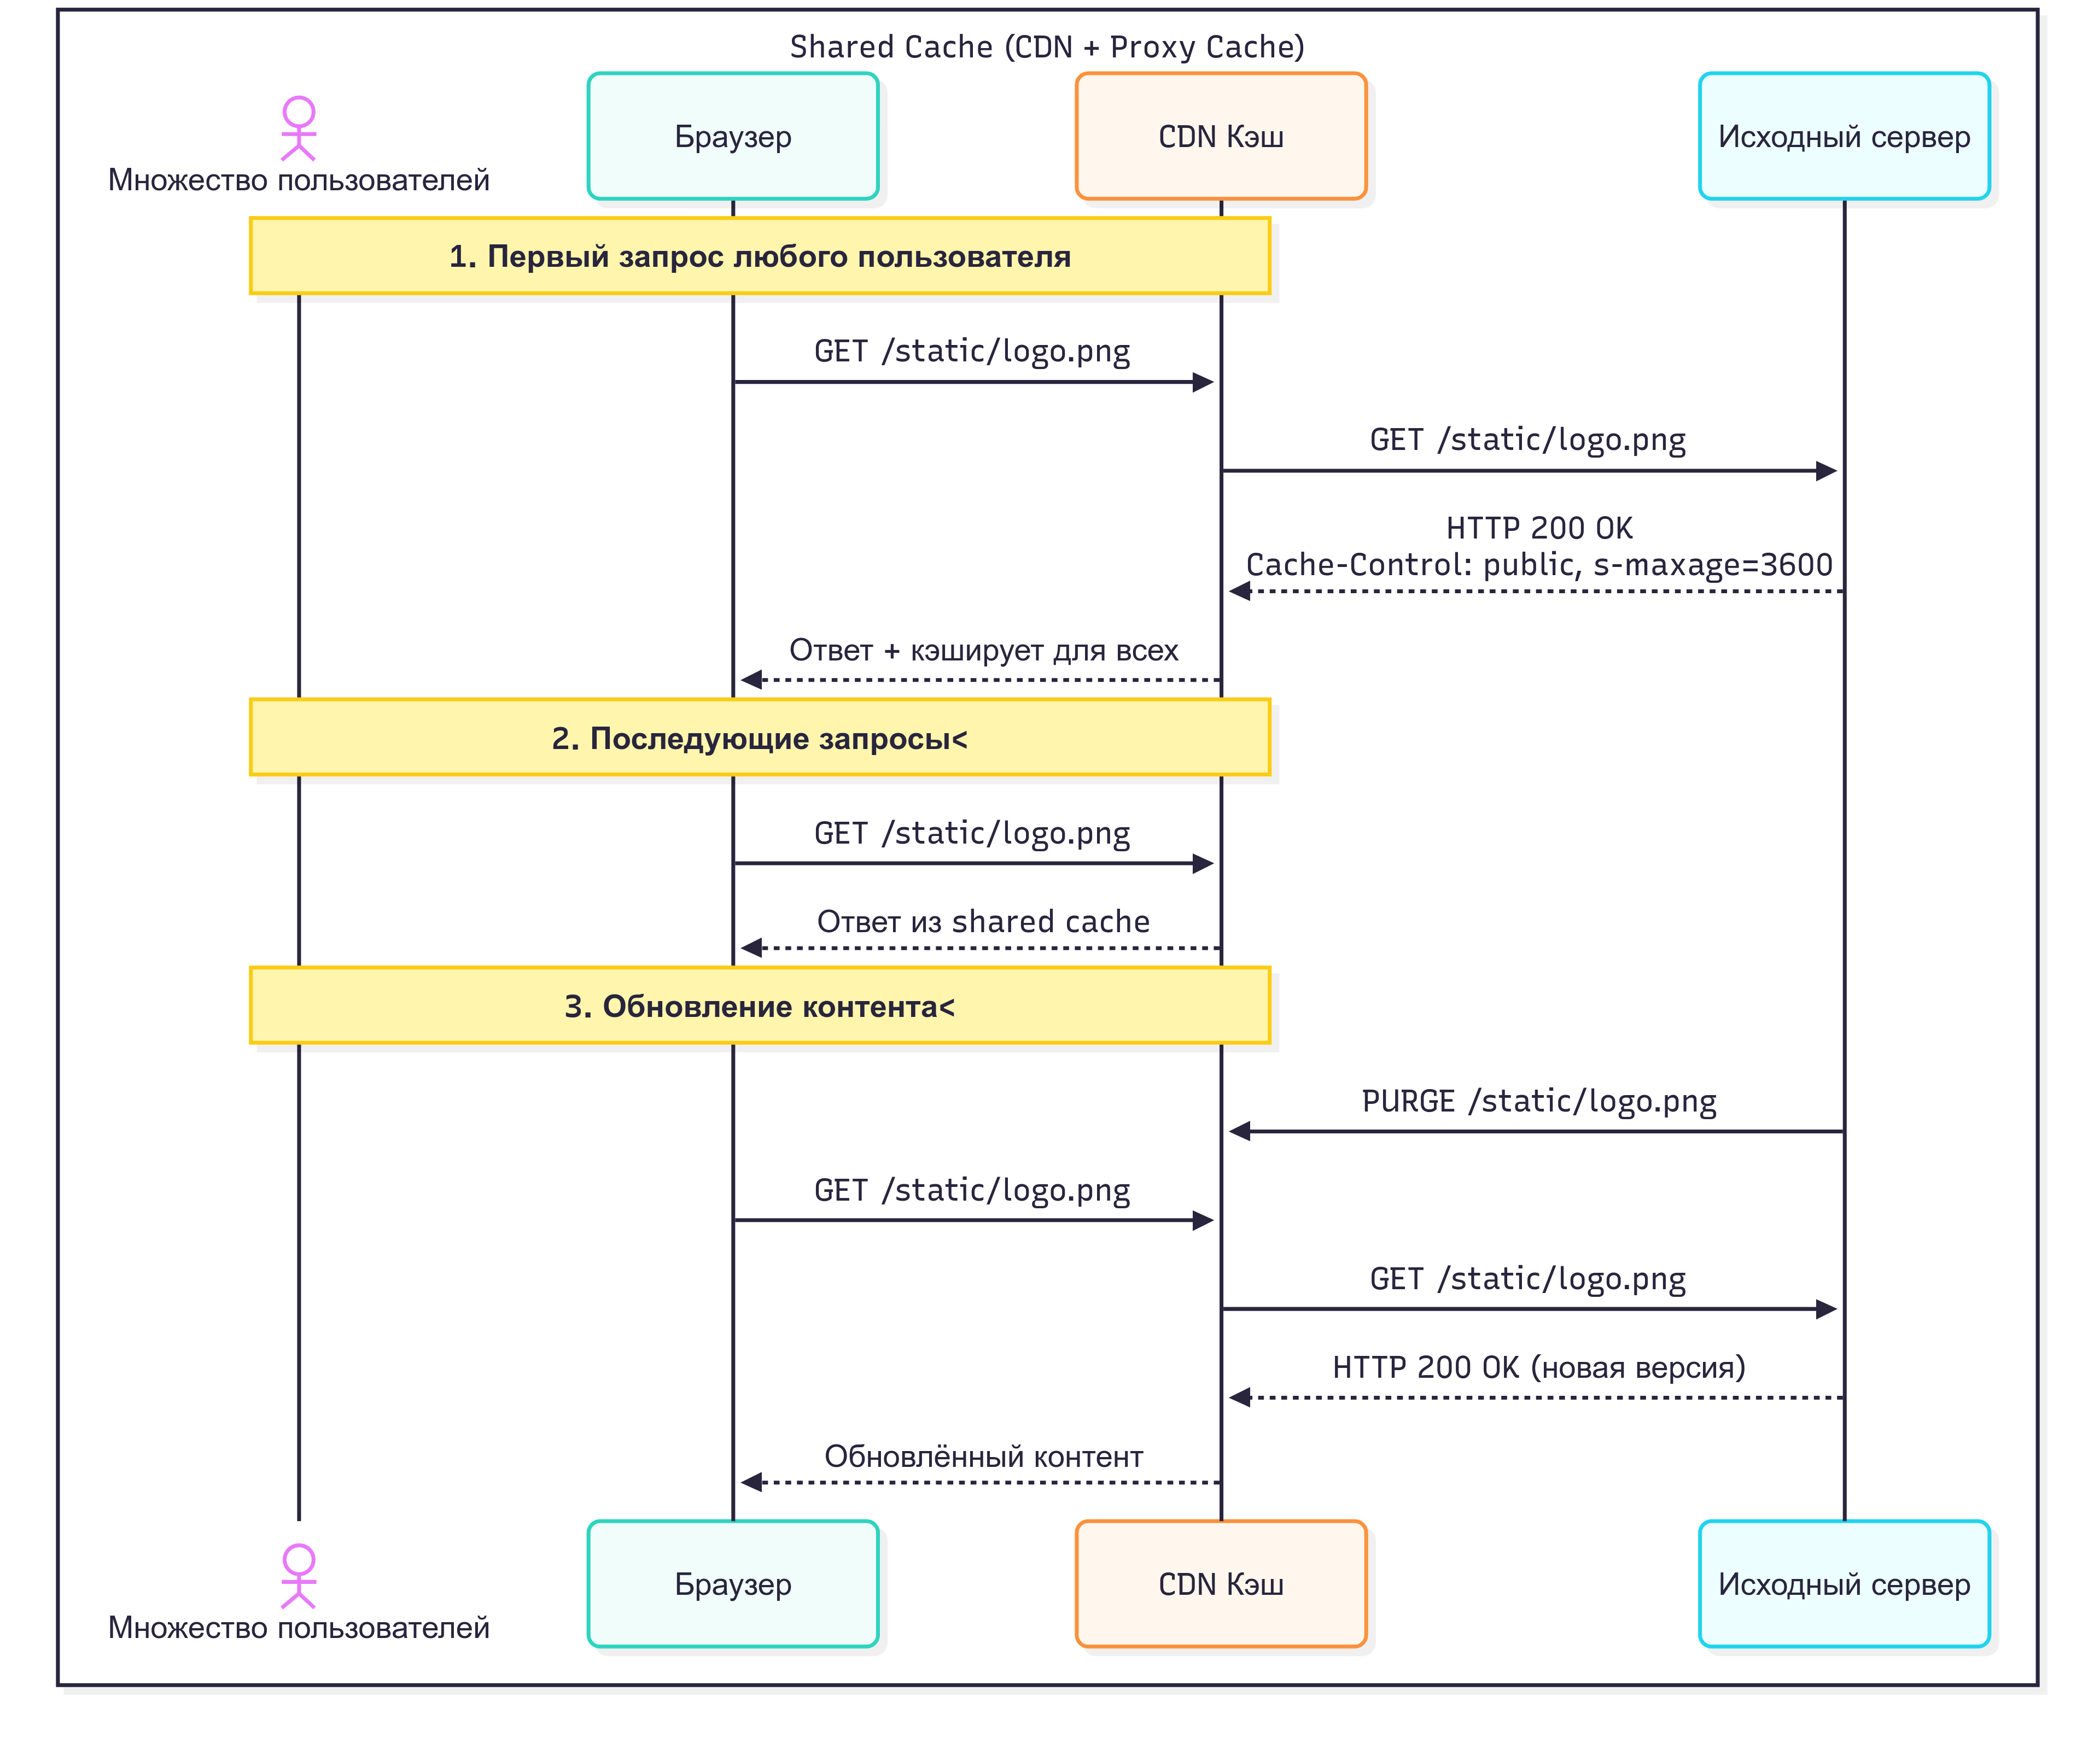 Shared Cache (CDN + Proxy Cache)
Множество пользователей
Браузер
CDN Кэш
Исходный сервер
1. Первый запрос любого пользователя
GET /static/logo.png
GET /static/logo.png
HTTP 200 OK
Cache-Control: public, s-maxage=3600
Ответ + кэширует для всех
2. Последующие запросы<
GET /static/logo.png
Ответ из shared cache
3. Обновление контента<
PURGE /static/logo.png
GET /static/logo.png
GET /static/logo.png
HTTP 200 OK (новая версия)
Обновлённый контент
Множество пользователей
Браузер
CDN Кэш
Исходный сервер